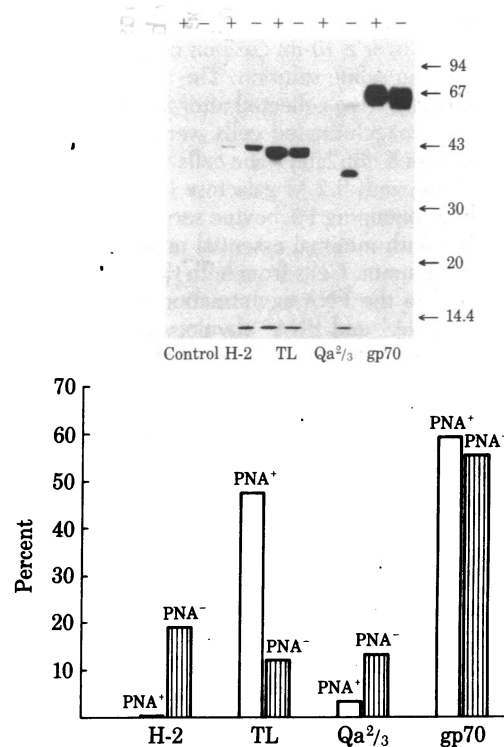 + − + − + − + − + −
← 94
← 67
← 43
← 30
← 20
← 14.4
Control H-2 TL Qa²/₃ gp70
70
60
50
40
30
20
10
Percent
PNA⁺
PNA⁻
PNA⁺
PNA⁻
PNA⁺
PNA⁻
PNA⁺
PNA⁻
H-2 TL Qa²/₃ gp70